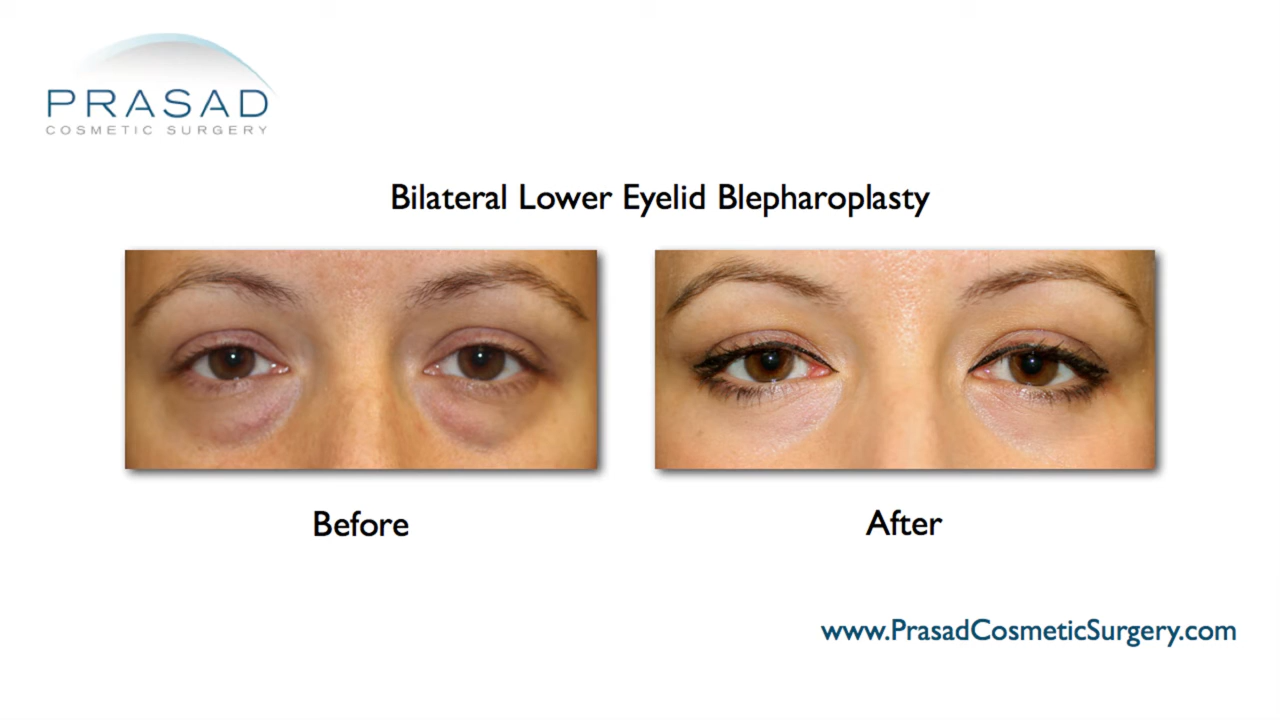 PRASAD
COSMETIC SURGERY
Bilateral Lower Eyelid Blepharoplasty
Before
After
www.PrasadCosmeticSurgery.com